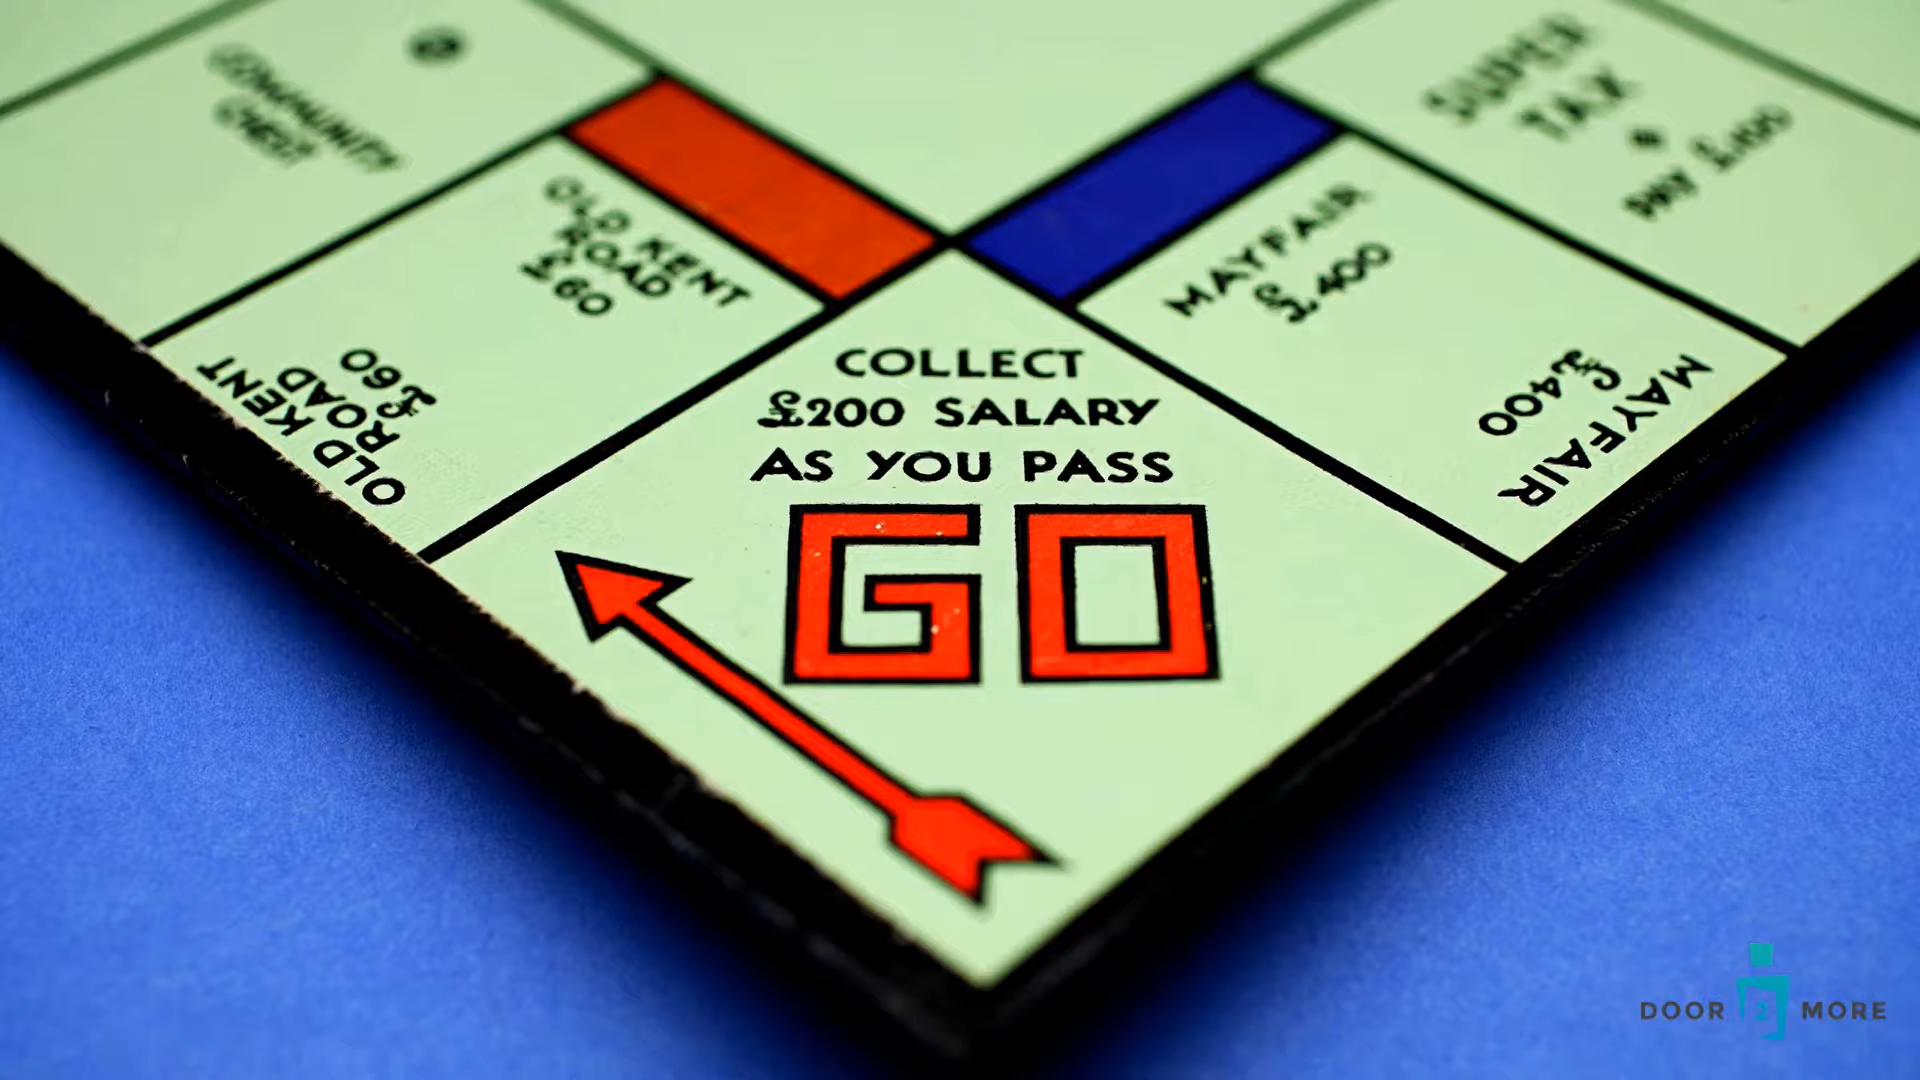 COMMUNITY
CHEST
OLD KENT
ROAD
£60
OLD KENT
ROAD
£60
COLLECT
£200 SALARY
AS YOU PASS
GO
MAYFAIR
£400
MAYFAIR
£400
SUPER
TAX
PAY £100
DOOR 2 MORE